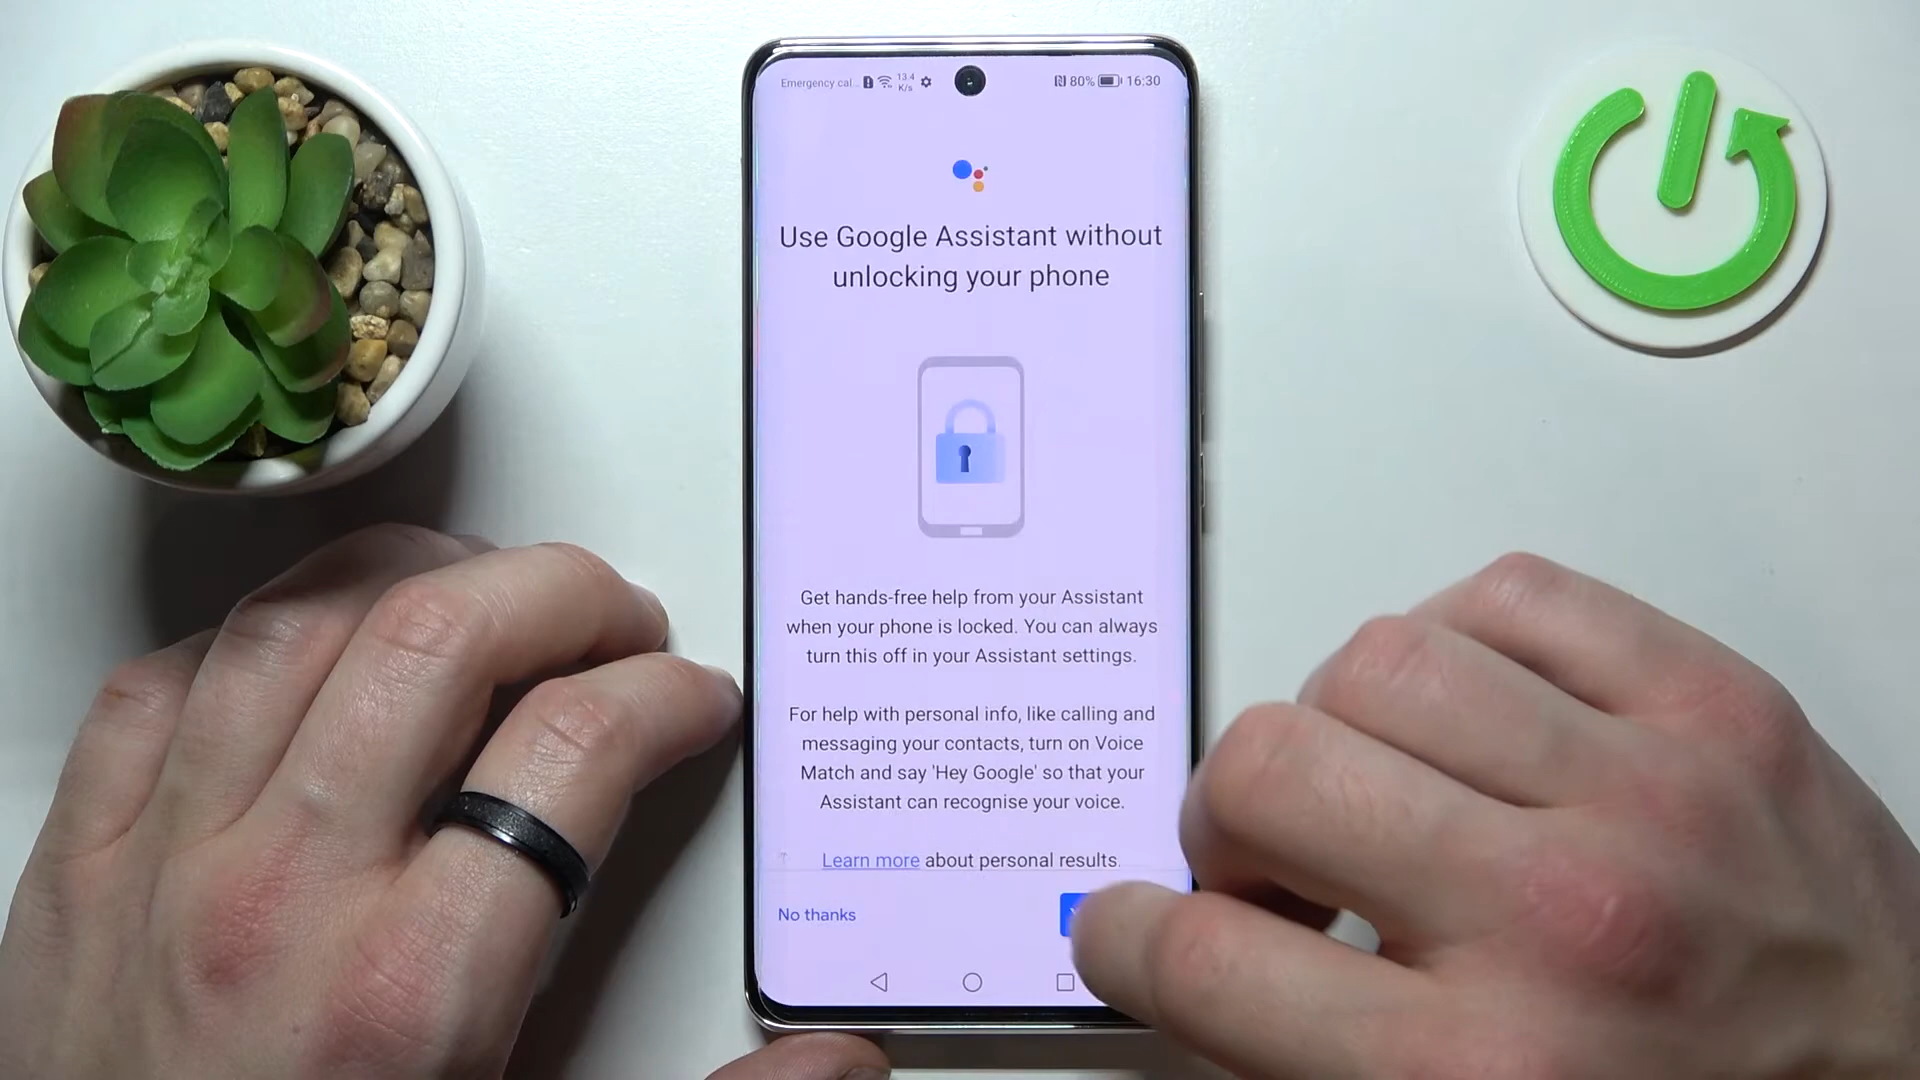 Emergency cal... 13.4 K/s 80% 16:30
Use Google Assistant without
unlocking your phone
Get hands-free help from your Assistant
when your phone is locked. You can always
turn this off in your Assistant settings.
For help with personal info, like calling and
messaging your contacts, turn on Voice
Match and say 'Hey Google' so that your
Assistant can recognise your voice.
Learn more about personal results.
No thanks